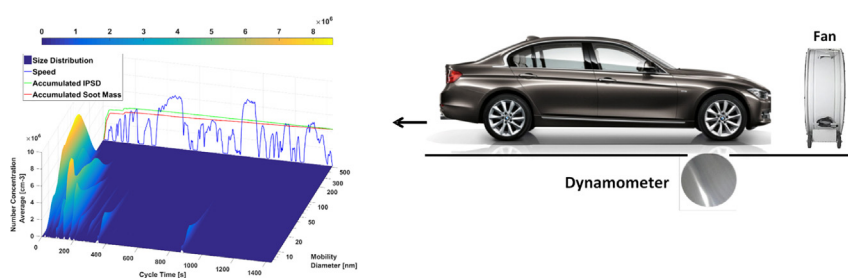 ×10⁶
0 1 2 3 4 5 6 7 8
Size Distribution
Speed
Accumulated IPSD
Accumulated Soot Mass
×10⁶
10
8
6
4
2
0
Number Concentration
Average [cm-3]
0 200 400 600 800 1000 1200 1400
Cycle Time [s]
500
300
200
100
50
20
10
Mobility
Diameter [nm]
Fan
Dynamometer